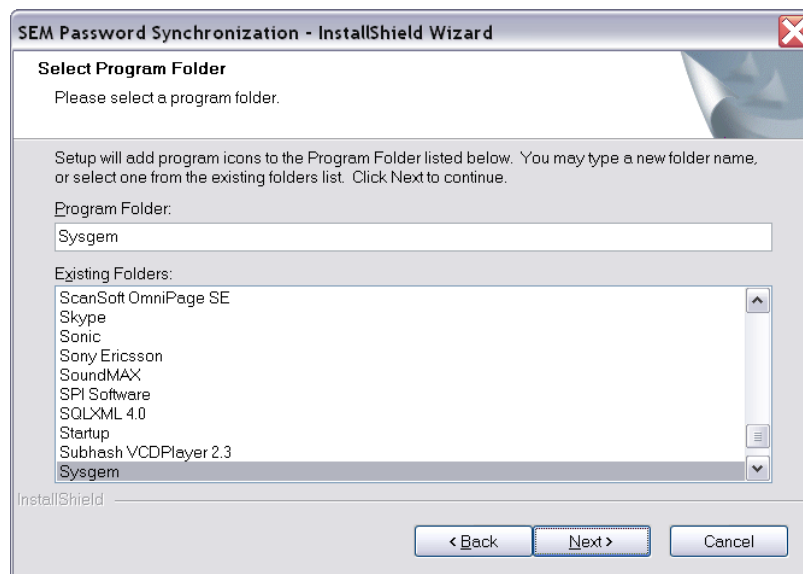 SEM Password Synchronization - InstallShield Wizard
Select Program Folder
Please select a program folder.
Setup will add program icons to the Program Folder listed below. You may type a new folder name,
or select one from the existing folders list. Click Next to continue.
Program Folder:
Sysgem
Existing Folders:
ScanSoft OmniPage SE
Skype
Sonic
Sony Ericsson
SoundMAX
SPI Software
SQLXML 4.0
Startup
Subhash VCDPlayer 2.3
Sysgem
InstallShield
< Back Next > Cancel